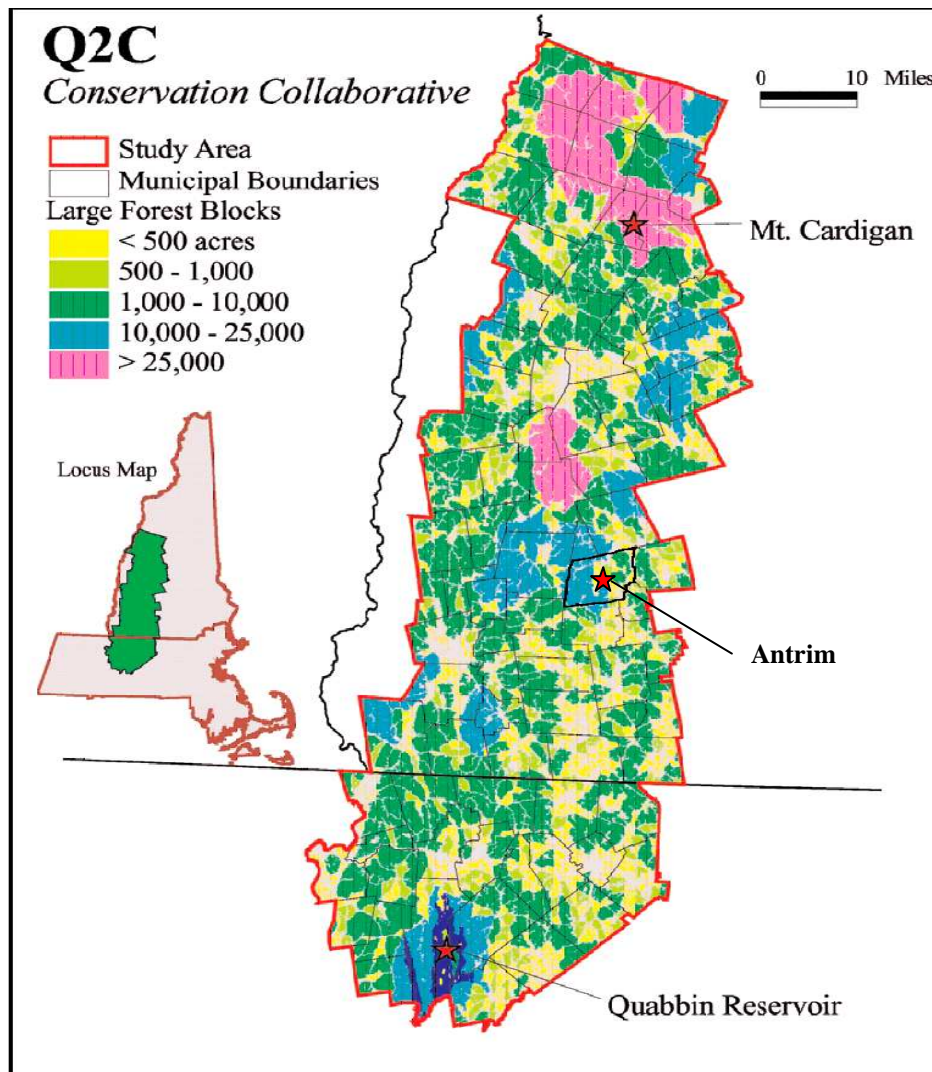 Q2C
Conservation Collaborative
0 10 Miles
Study Area
Municipal Boundaries
Large Forest Blocks
< 500 acres
500 - 1,000
1,000 - 10,000
10,000 - 25,000
> 25,000
Mt. Cardigan
Locus Map
Antrim
Quabbin Reservoir